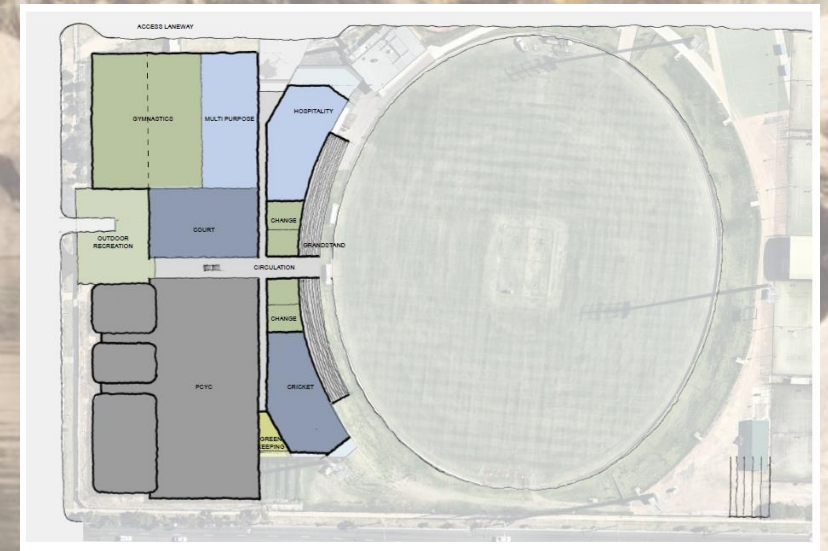 ACCESS LANEWAY
GYMNASTICS
MULTI PURPOSE
HOSPITALITY
CHANGE
COURT
OUTDOOR
RECREATION
GRANDSTAND
CIRCULATION
CHANGE
PCYC
CRICKET
GREEN
KEEPING